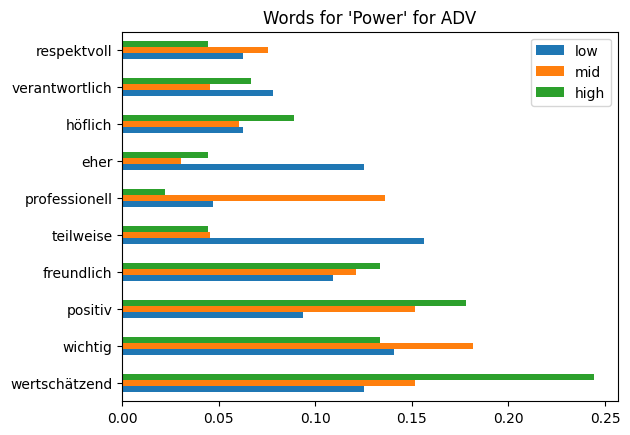 Words for 'Power' for ADV
low
mid
high
respektvoll
verantwortlich
höflich
eher
professionell
teilweise
freundlich
positiv
wichtig
wertschätzend
0.00 0.05 0.10 0.15 0.20 0.25